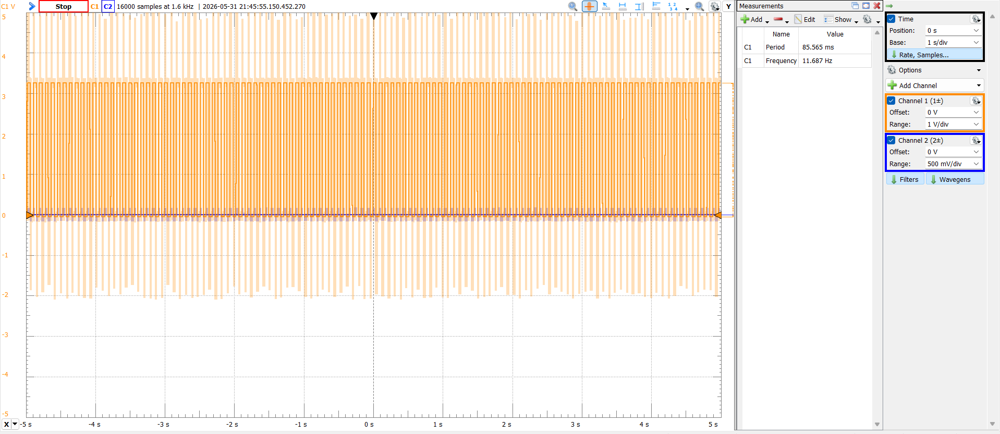 C1 V Stop C1 C2 16000 samples at 1.6 kHz | 2026-05-31 21:45:55.150.452.270 Y
5
4
3
2
1
0
-1
-2
-3
-4
-5
X -5 s -4 s -3 s -2 s -1 s 0 s 1 s 2 s 3 s 4 s 5 s
Measurements
Add Edit Show
Name Value
C1 Period 85.565 ms
C1 Frequency 11.687 Hz
Time
Position: 0 s
Base: 1 s/div
Rate, Samples...
Options
Add Channel
Channel 1 (1±)
Offset: 0 V
Range: 1 V/div
Channel 2 (2±)
Offset: 0 V
Range: 500 mV/div
Filters Wavegens